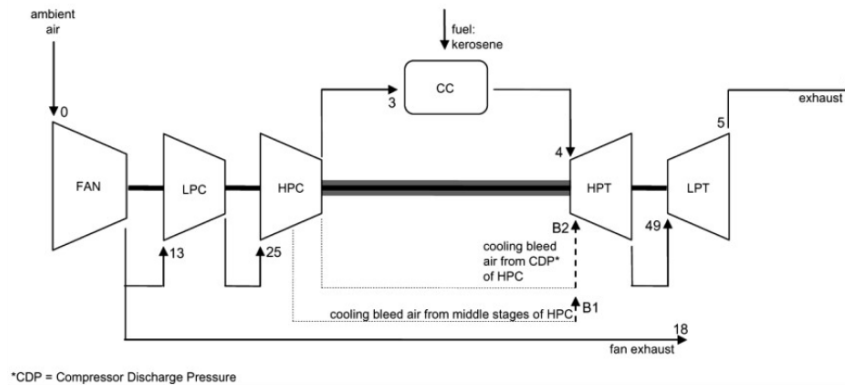 ambient
air
fuel:
kerosene
CC
3
exhaust
0
5
4
FAN
LPC
HPC
HPT
LPT
B2
49
13
25
cooling bleed
air from CDP*
of HPC
cooling bleed air from middle stages of HPC
B1
18
fan exhaust
*CDP = Compressor Discharge Pressure